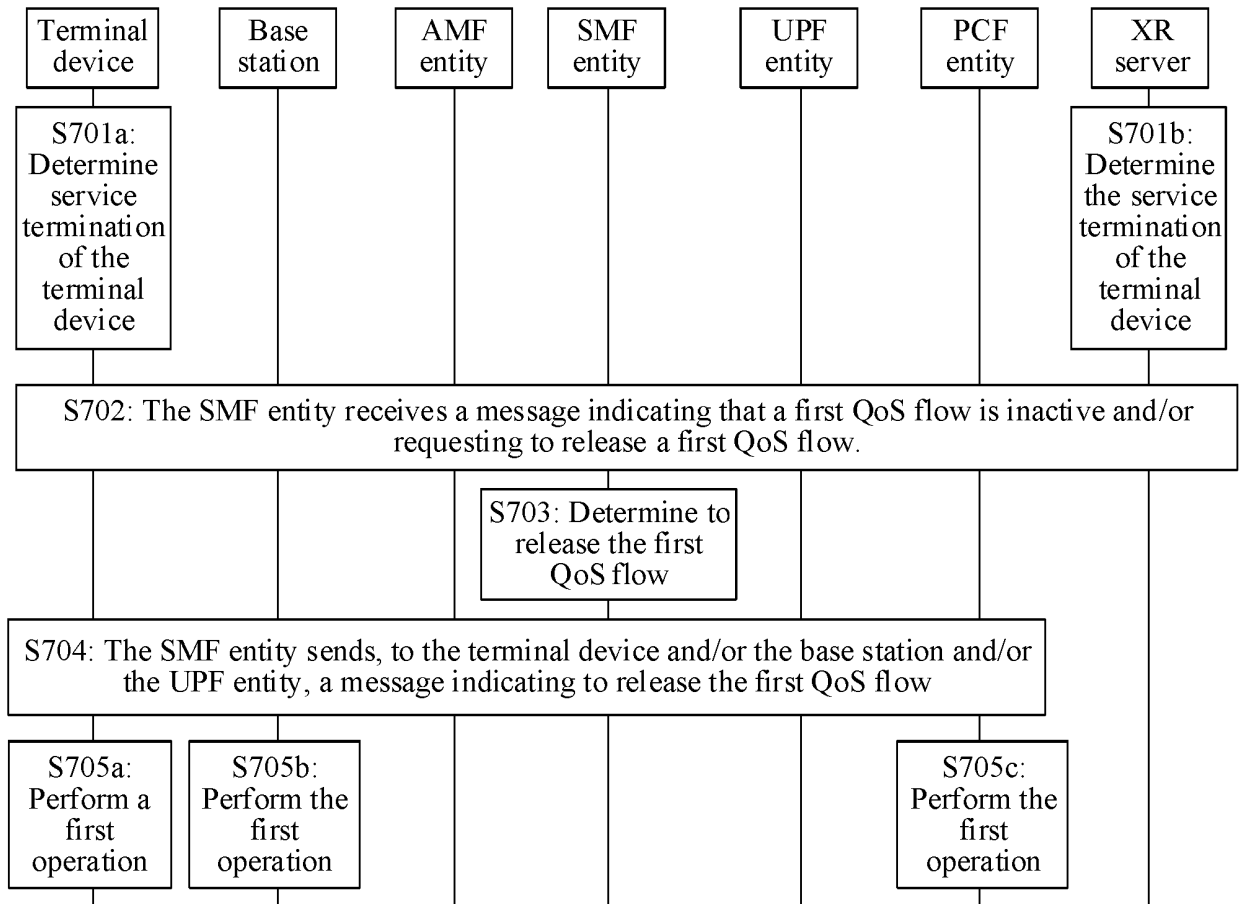 Terminal
device
Base
station
AMF
entity
SMF
entity
UPF
entity
PCF
entity
XR
server
S701a:
Determine
service
termination
of the
terminal
device
S701b:
Determine
the service
termination
of the
terminal
device
S702: The SMF entity receives a message indicating that a first QoS flow is inactive and/or
requesting to release a first QoS flow.
S703: Determine to
release the first
QoS flow
S704: The SMF entity sends, to the terminal device and/or the base station and/or
the UPF entity, a message indicating to release the first QoS flow
S705a:
Perform a
first
operation
S705b:
Perform the
first
operation
S705c:
Perform the
first
operation